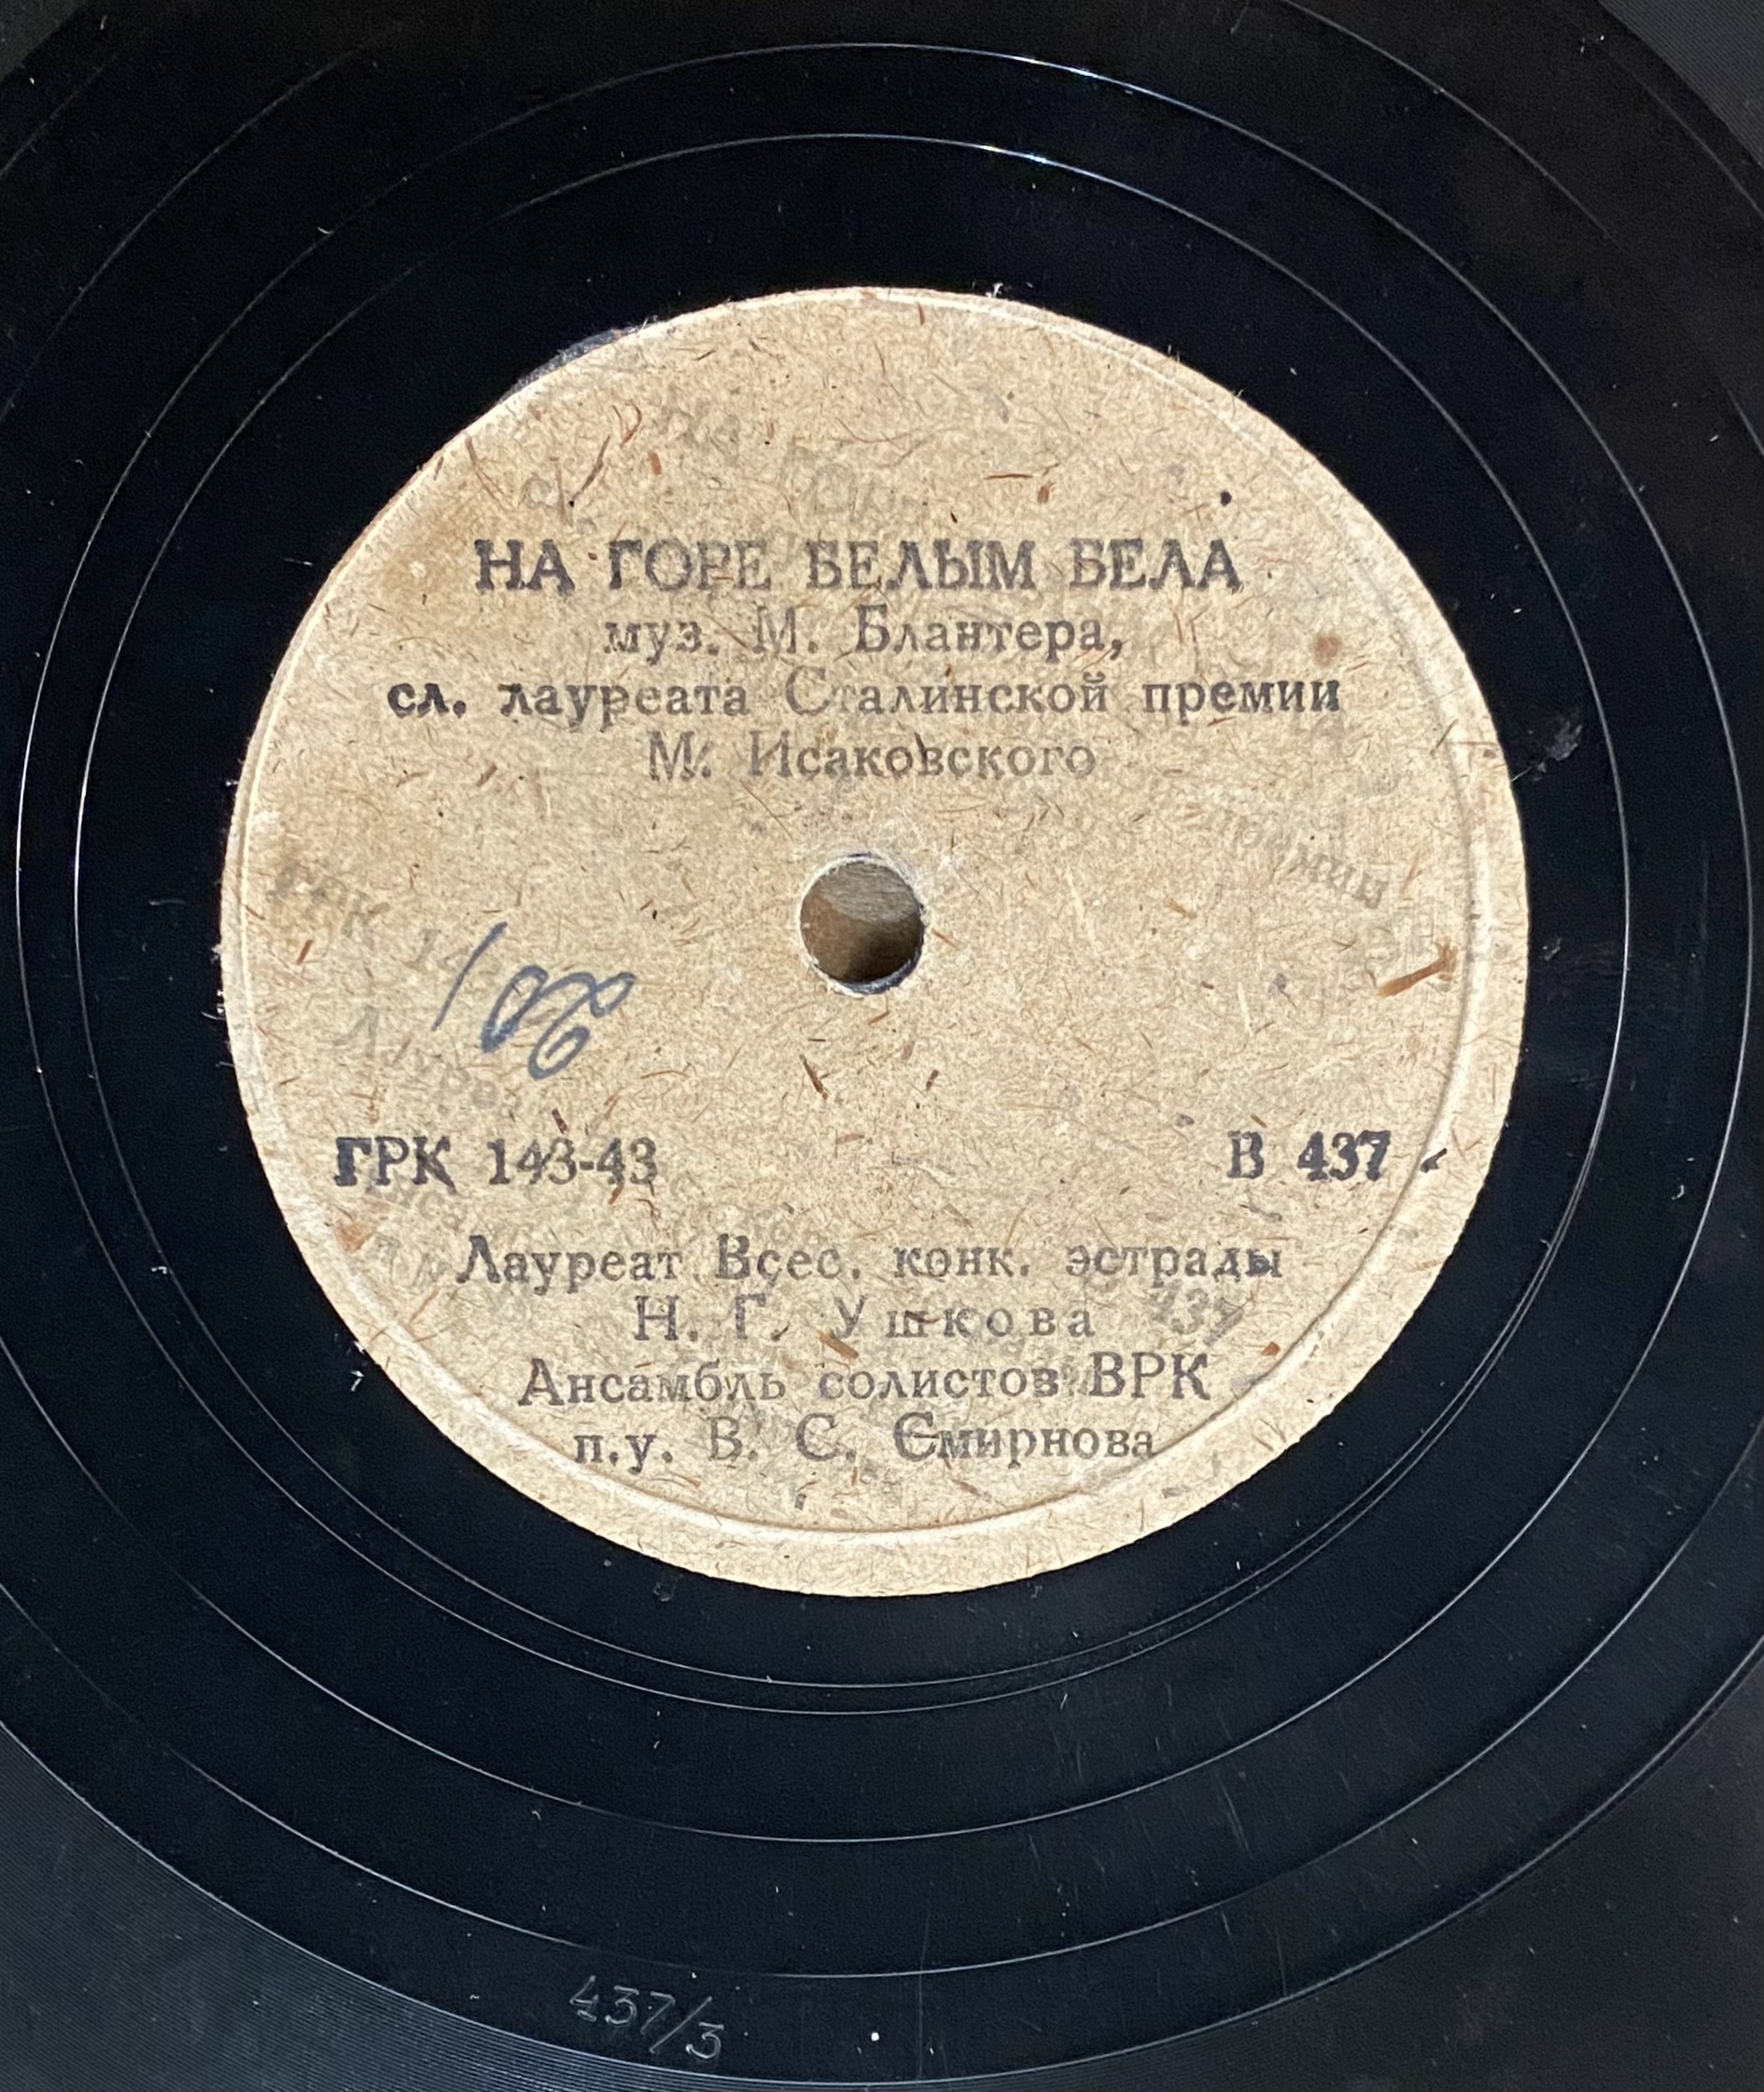 НА ГОРЕ БЕЛЫМ БЕЛА
муз. М. Блантера,
сл. лауреата Сталинской премии
М. Исаковского
ГРК 143-43
В 437
Лауреат Всес. конк. эстрады
Н. Г. Ушкова
Ансамбль солистов ВРК
п.у. В. С. Смирнова
437/3